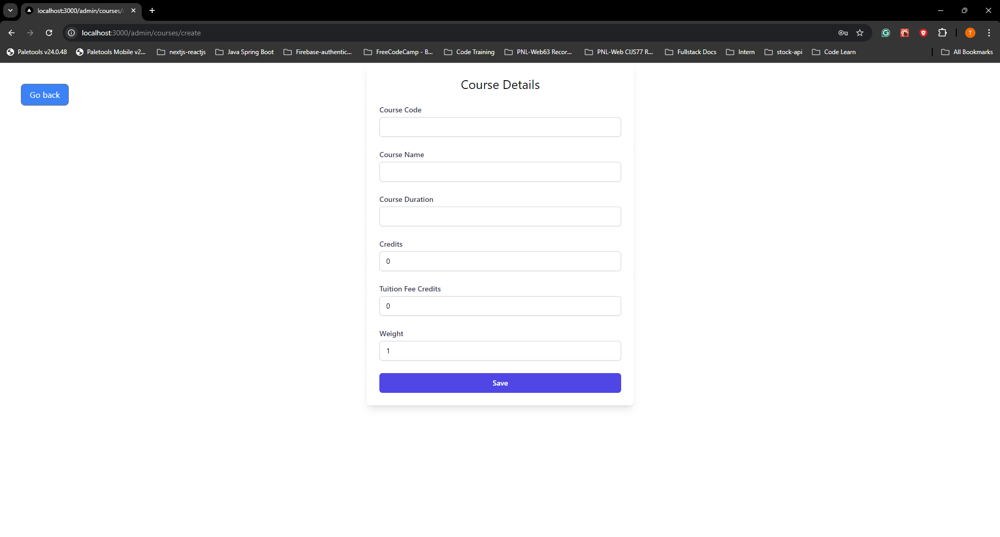 localhost:3000/admin/courses/
localhost:3000/admin/courses/create
T
Paletools v24.0.48
Paletools Mobile v2...
nextjs-reactjs
Java Spring Boot
Firebase-authentic...
FreeCodeCamp - B...
Code Training
PNL-Web63 Recor...
PNL-Web CIJS77 R...
Fullstack Docs
Intern
stock-api
Code Learn
All Bookmarks
Go back
Course Details
Course Code
Course Name
Course Duration
Credits
0
Tuition Fee Credits
0
Weight
1
Save